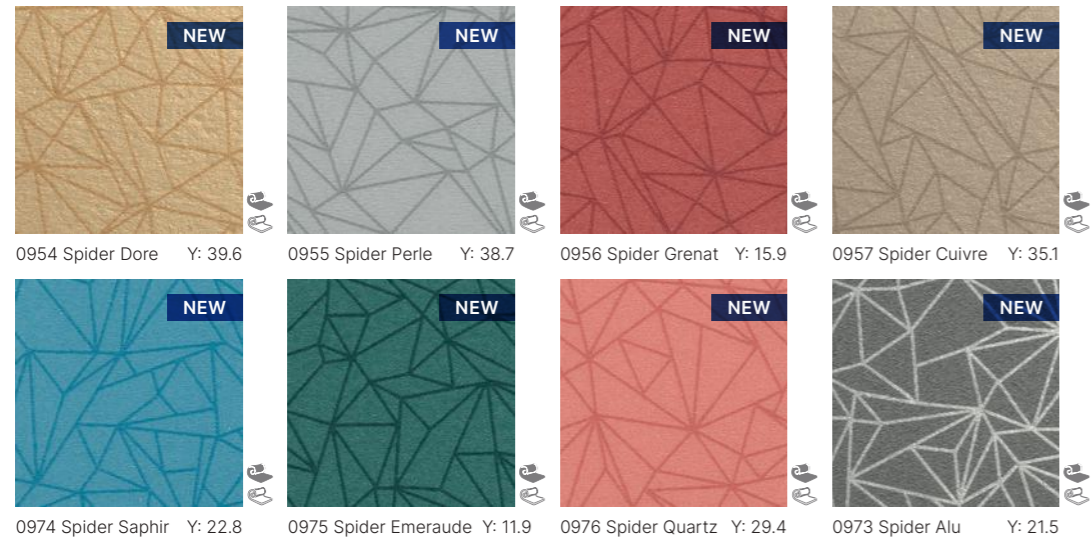 NEW
NEW
NEW
NEW
0954 Spider Dore Y: 39.6
0955 Spider Perle Y: 38.7
0956 Spider Grenat Y: 15.9
0957 Spider Cuivre Y: 35.1
NEW
NEW
NEW
NEW
0974 Spider Saphir Y: 22.8
0975 Spider Emeraude Y: 11.9
0976 Spider Quartz Y: 29.4
0973 Spider Alu Y: 21.5